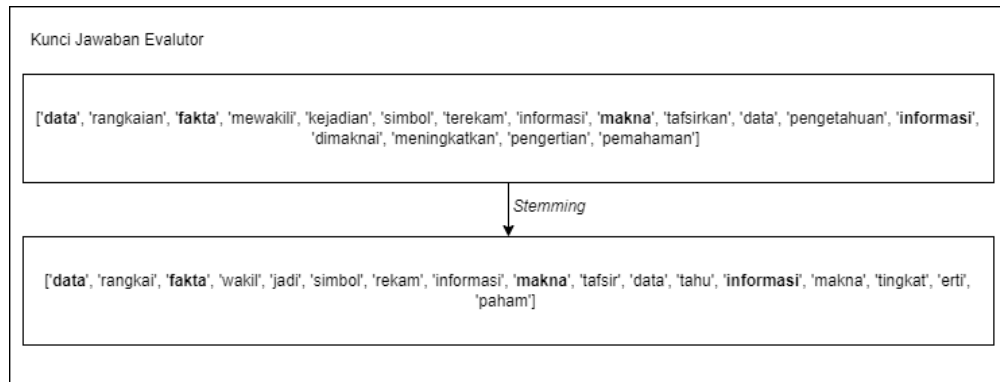 Kunci Jawaban Evalutor
['data', 'rangkaian', 'fakta', 'mewakili', 'kejadian', 'simbol', 'terekam', 'informasi', 'makna', 'tafsirkan', 'data', 'pengetahuan', 'informasi',
'dimaknai', 'meningkatkan', 'pengertian', 'pemahaman']
Stemming
['data', 'rangkai', 'fakta', 'wakil', 'jadi', 'simbol', 'rekam', 'informasi', 'makna', 'tafsir', 'data', 'tahu', 'informasi', 'makna', 'tingkat', 'erti',
'paham']